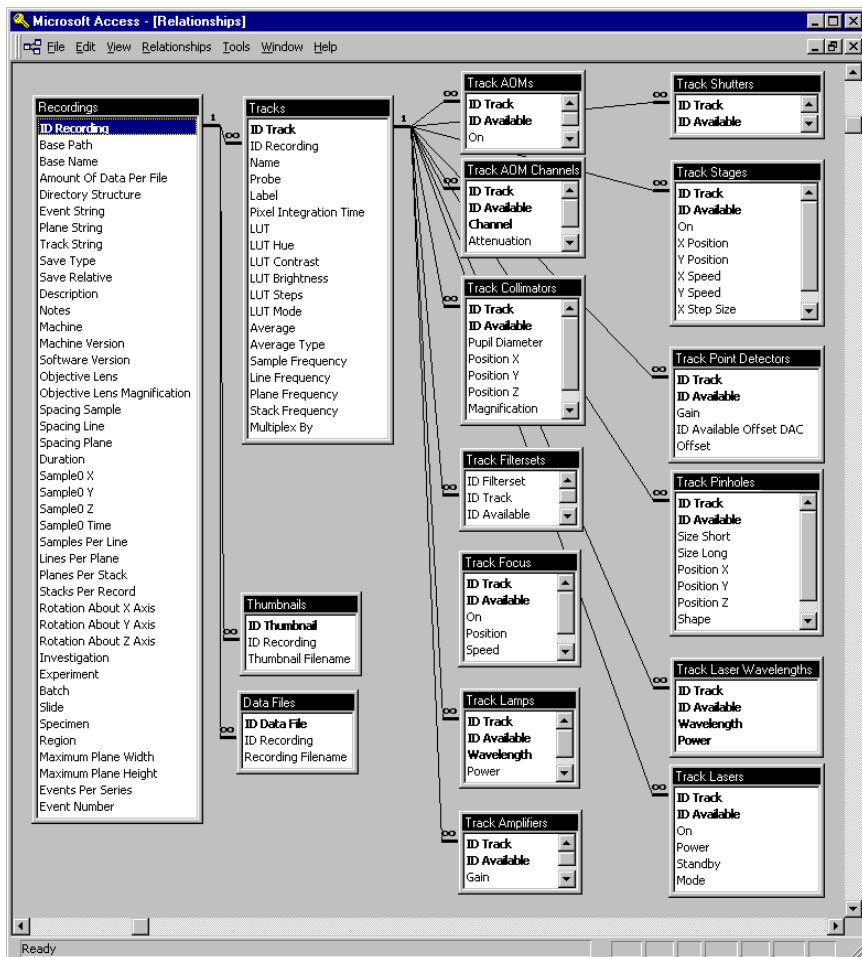 Microsoft Access - [Relationships]
File Edit View Relationships Tools Window Help
Recordings
ID Recording
Base Path
Base Name
Amount Of Data Per File
Directory Structure
Event String
Plane String
Track String
Save Type
Save Relative
Description
Notes
Machine
Machine Version
Software Version
Objective Lens
Objective Lens Magnification
Spacing Sample
Spacing Line
Spacing Plane
Duration
Sample0 X
Sample0 Y
Sample0 Z
Sample0 Time
Samples Per Line
Lines Per Plane
Planes Per Stack
Stacks Per Record
Rotation About X Axis
Rotation About Y Axis
Rotation About Z Axis
Investigation
Experiment
Batch
Slide
Specimen
Region
Maximum Plane Width
Maximum Plane Height
Events Per Series
Event Number
1
∞
∞
∞
Tracks
ID Track
ID Recording
Name
Probe
Label
Pixel Integration Time
LUT
LUT Hue
LUT Contrast
LUT Brightness
LUT Steps
LUT Mode
Average
Average Type
Sample Frequency
Line Frequency
Plane Frequency
Stack Frequency
Multiplex By
Thumbnails
ID Thumbnail
ID Recording
Thumbnail Filename
Data Files
ID Data File
ID Recording
Recording Filename
1
∞
∞
∞
∞
∞
∞
Track AOMs
ID Track
ID Available
On
Track AOM Channels
ID Track
ID Available
Channel
Attenuation
Track Collimators
ID Track
ID Available
Pupil Diameter
Position X
Position Y
Position Z
Magnification
Track Filtersets
ID Filterset
ID Track
ID Available
Track Focus
ID Track
ID Available
On
Position
Speed
Track Lamps
ID Track
ID Available
Wavelength
Power
Track Amplifiers
ID Track
ID Available
Gain
∞
∞
∞
∞
∞
∞
Track Shutters
ID Track
ID Available
Track Stages
ID Track
ID Available
On
X Position
Y Position
X Speed
Y Speed
X Step Size
Track Point Detectors
ID Track
ID Available
Gain
ID Available Offset DAC
Offset
Track Pinholes
ID Track
ID Available
Size Short
Size Long
Position X
Position Y
Position Z
Shape
Track Laser Wavelengths
ID Track
ID Available
Wavelength
Power
Track Lasers
ID Track
ID Available
On
Power
Standby
Mode
Ready